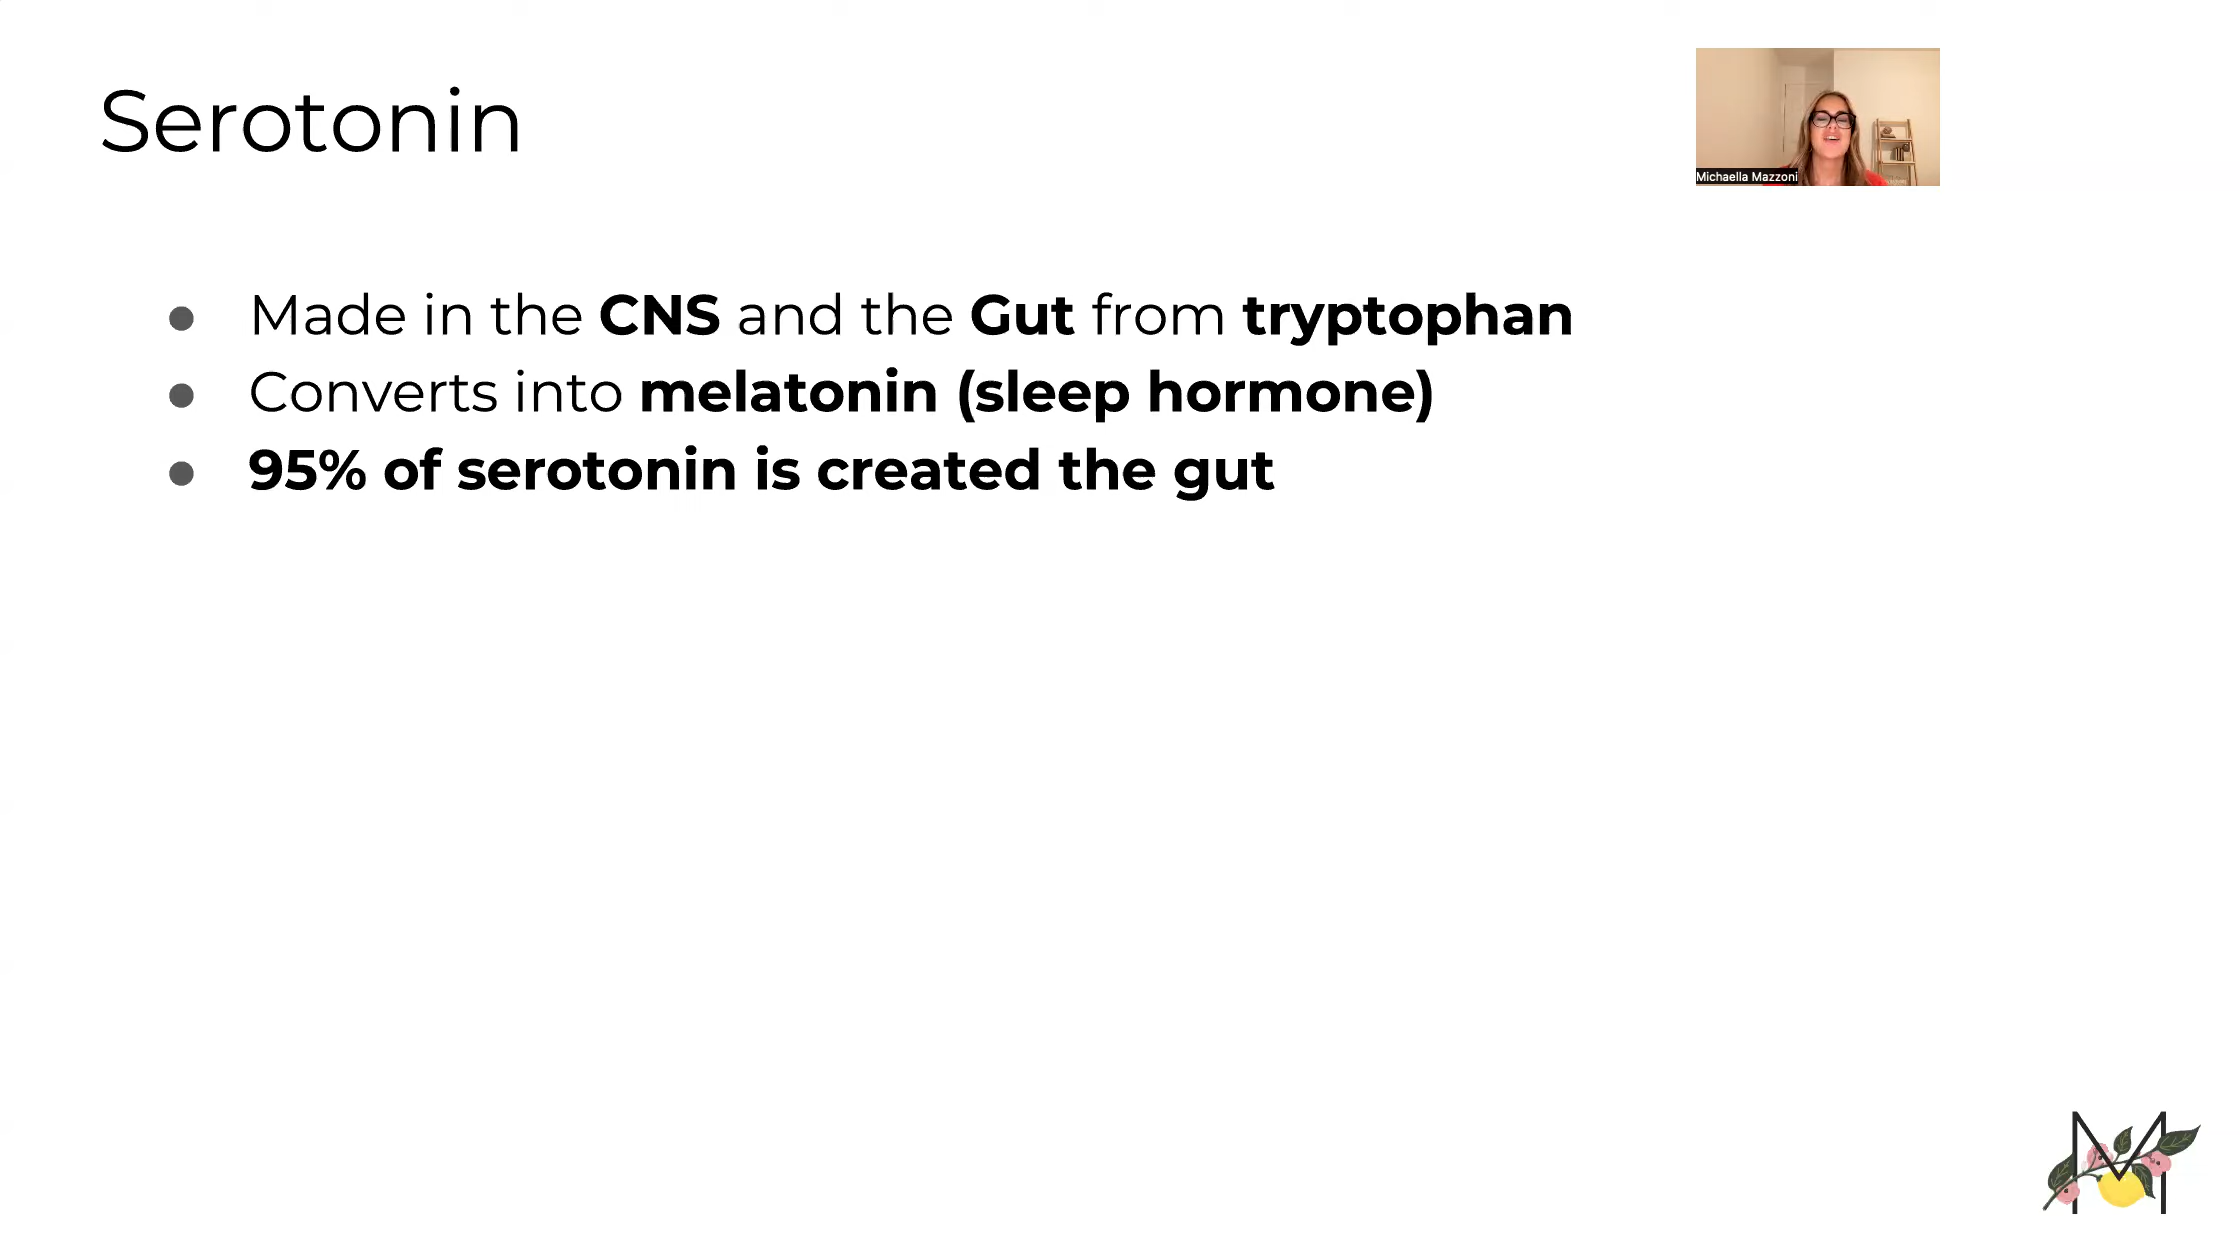 Serotonin
Michaella Mazzoni
● Made in the CNS and the Gut from tryptophan
● Converts into melatonin (sleep hormone)
● 95% of serotonin is created the gut
M